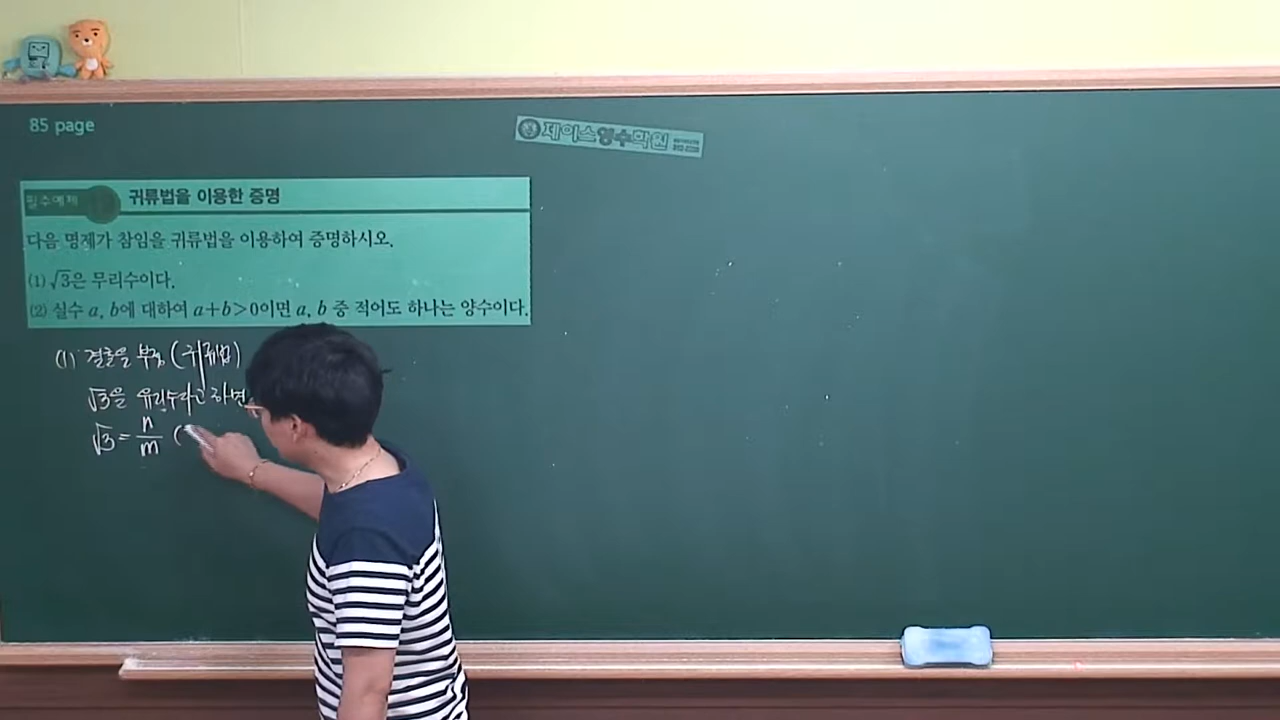 85 page
제이스영수학원
필수예제
귀류법을 이용한 증명
다음 명제가 참임을 귀류법을 이용하여 증명하시오.
(1) √3은 무리수이다.
(2) 실수 a, b에 대하여 a+b>0이면 a, b 중 적어도 하나는 양수이다.
(1) 결론을 부정 (귀류법)
√3을 유리수라고 하면
√3 = n/m (